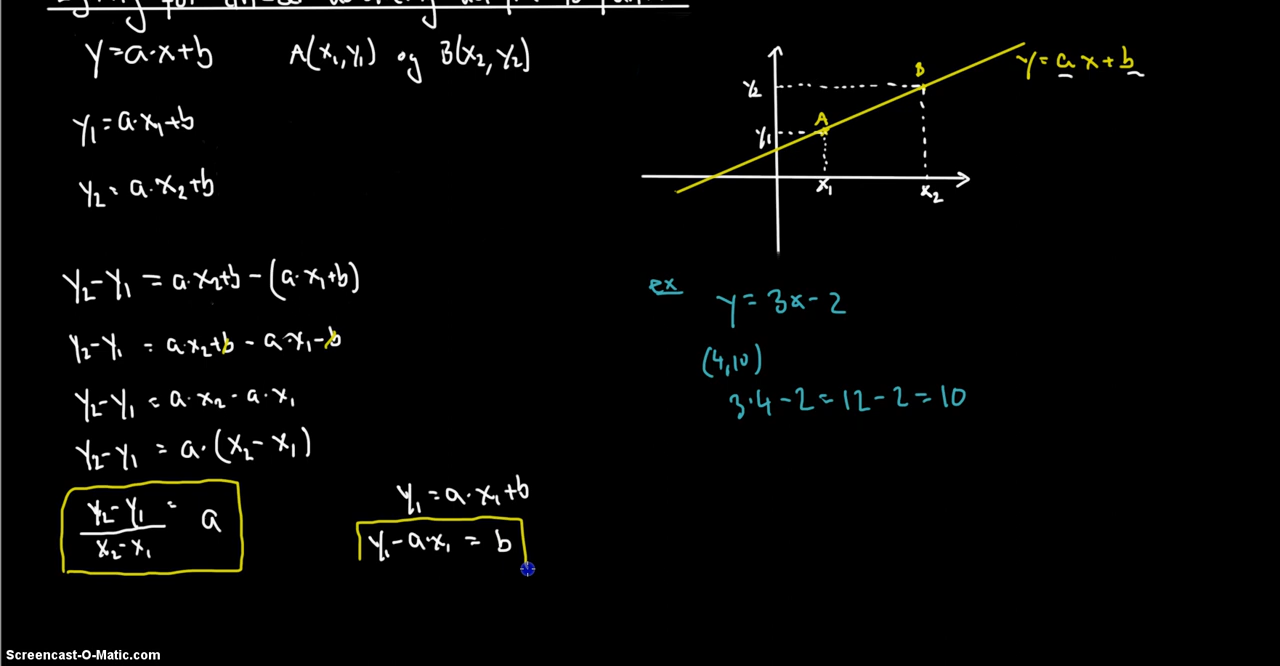 for
y=a·x+b A(x₁,y₁) og B(x₂,y₂)
y₁=a·x₁+b
y₂=a·x₂+b
y₂-y₁ = a·x₂+b-(a·x₁+b)
y₂-y₁ = a·x₂+b-a·x₁-b
y₂-y₁ = a·x₂-a·x₁
y₂-y₁ = a·(x₂-x₁)
y₂-y₁ = a
x₂-x₁
y₁=a·x₁+b
y₁-a·x₁ = b
y=ax+b
B
y₂
A
y₁
x₁ x₂
ex y=3x-2
(4,10)
3·4-2=12-2=10
Screencast-O-Matic.com